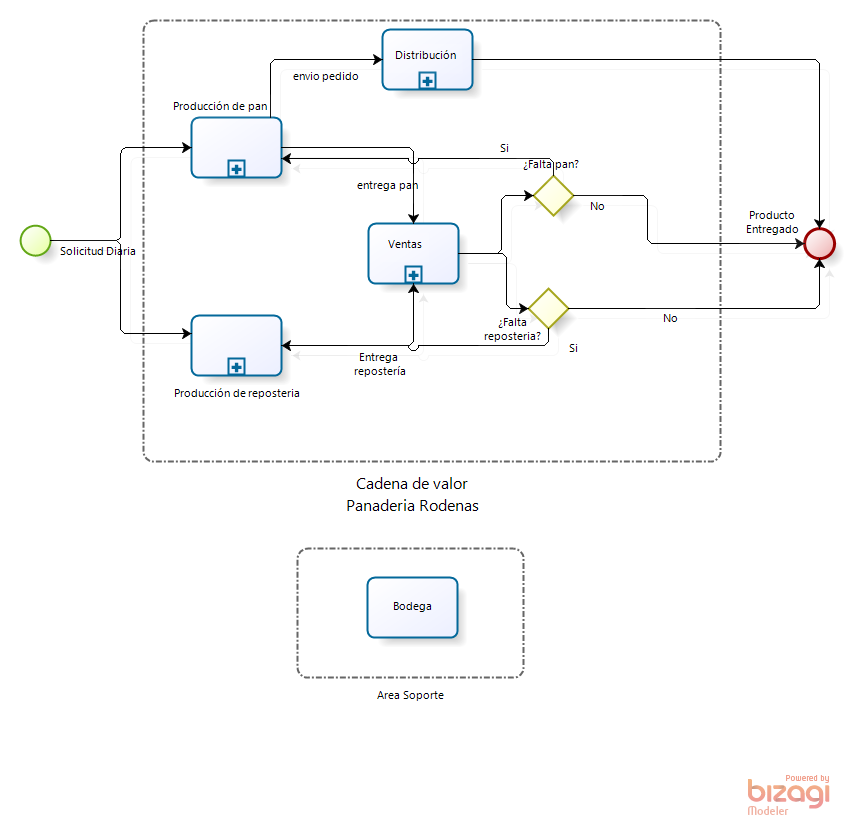 Distribución
envio pedido
Producción de pan
Si
¿Falta pan?
entrega pan
No
Producto
Entregado
Ventas
Solicitud Diaria
¿Falta
reposteria?
No
Si
Entrega
repostería
Producción de reposteria
Cadena de valor
Panaderia Rodenas
Bodega
Area Soporte
Powered by
bizagi
Modeler